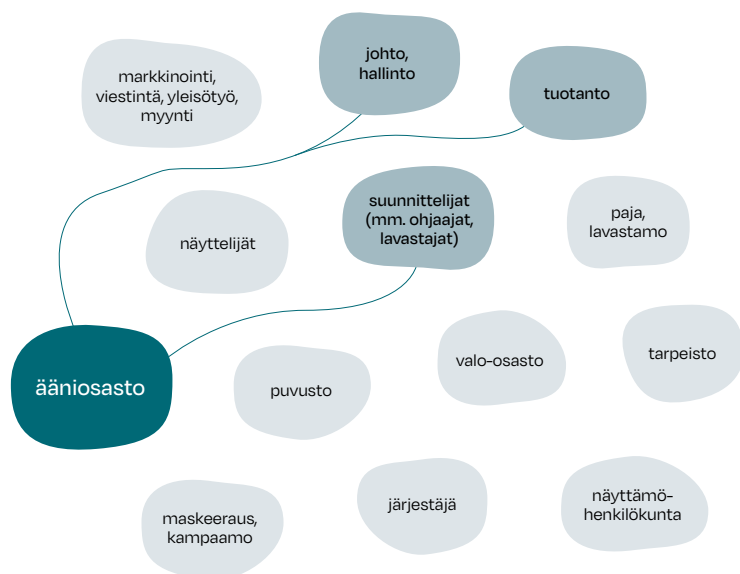 markkinointi,
viestintä, yleisötyö,
myynti
johto,
hallinto
tuotanto
näyttelijät
suunnittelijat
(mm. ohjaajat,
lavastajat)
paja,
lavastamo
ääniosasto
puvusto
valo-osasto
tarpeisto
maskeeraus,
kampaamo
järjestäjä
näyttämö-
henkilökunta